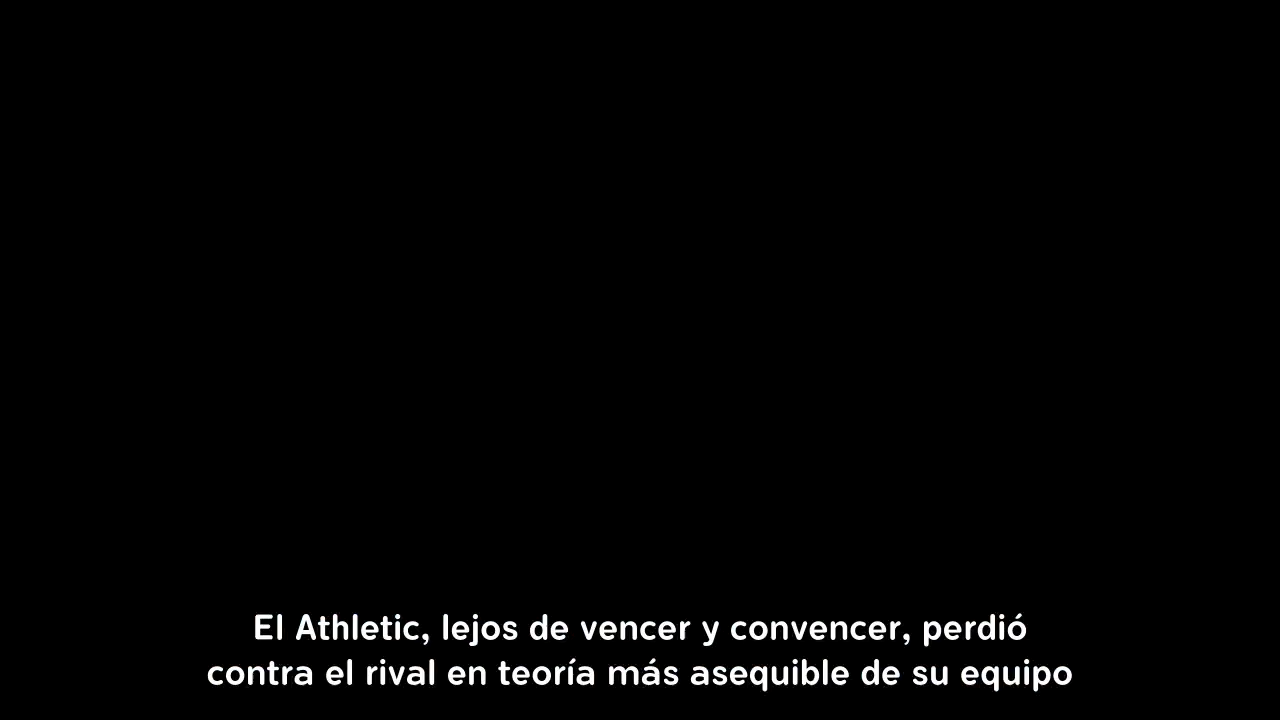 El Athletic, lejos de vencer y convencer, perdió
contra el rival en teoría más asequible de su equipo